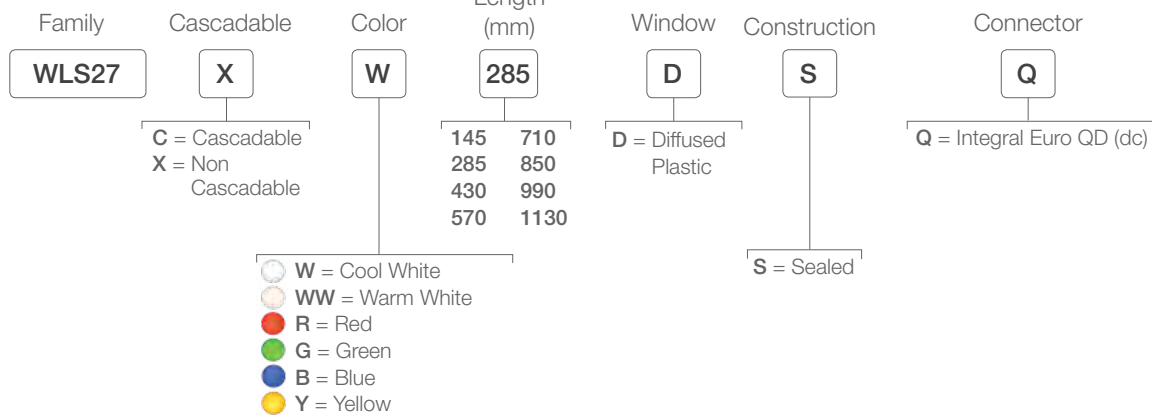 Length
Family Cascadable Color (mm) Window Construction Connector
WLS27 X W 285 D S Q
C = Cascadable
X = Non
Cascadable
145 710
285 850
430 990
570 1130
D = Diffused
Plastic
Q = Integral Euro QD (dc)
S = Sealed
W = Cool White
WW = Warm White
R = Red
G = Green
B = Blue
Y = Yellow